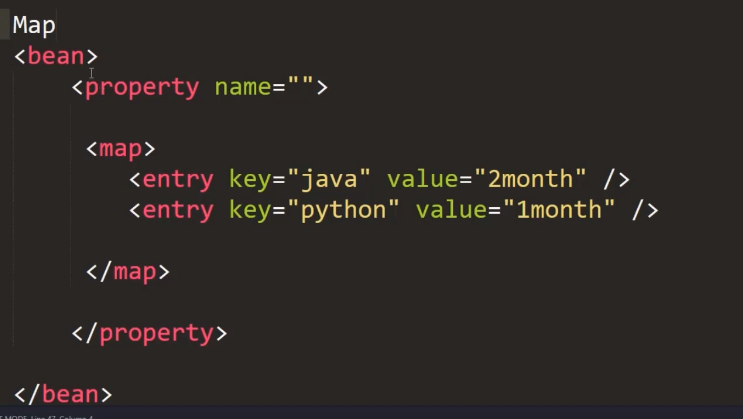 Map
<bean>
<property name="">
<map>
<entry key="java" value="2month" />
<entry key="python" value="1month" />
</map>
</property>
</bean>